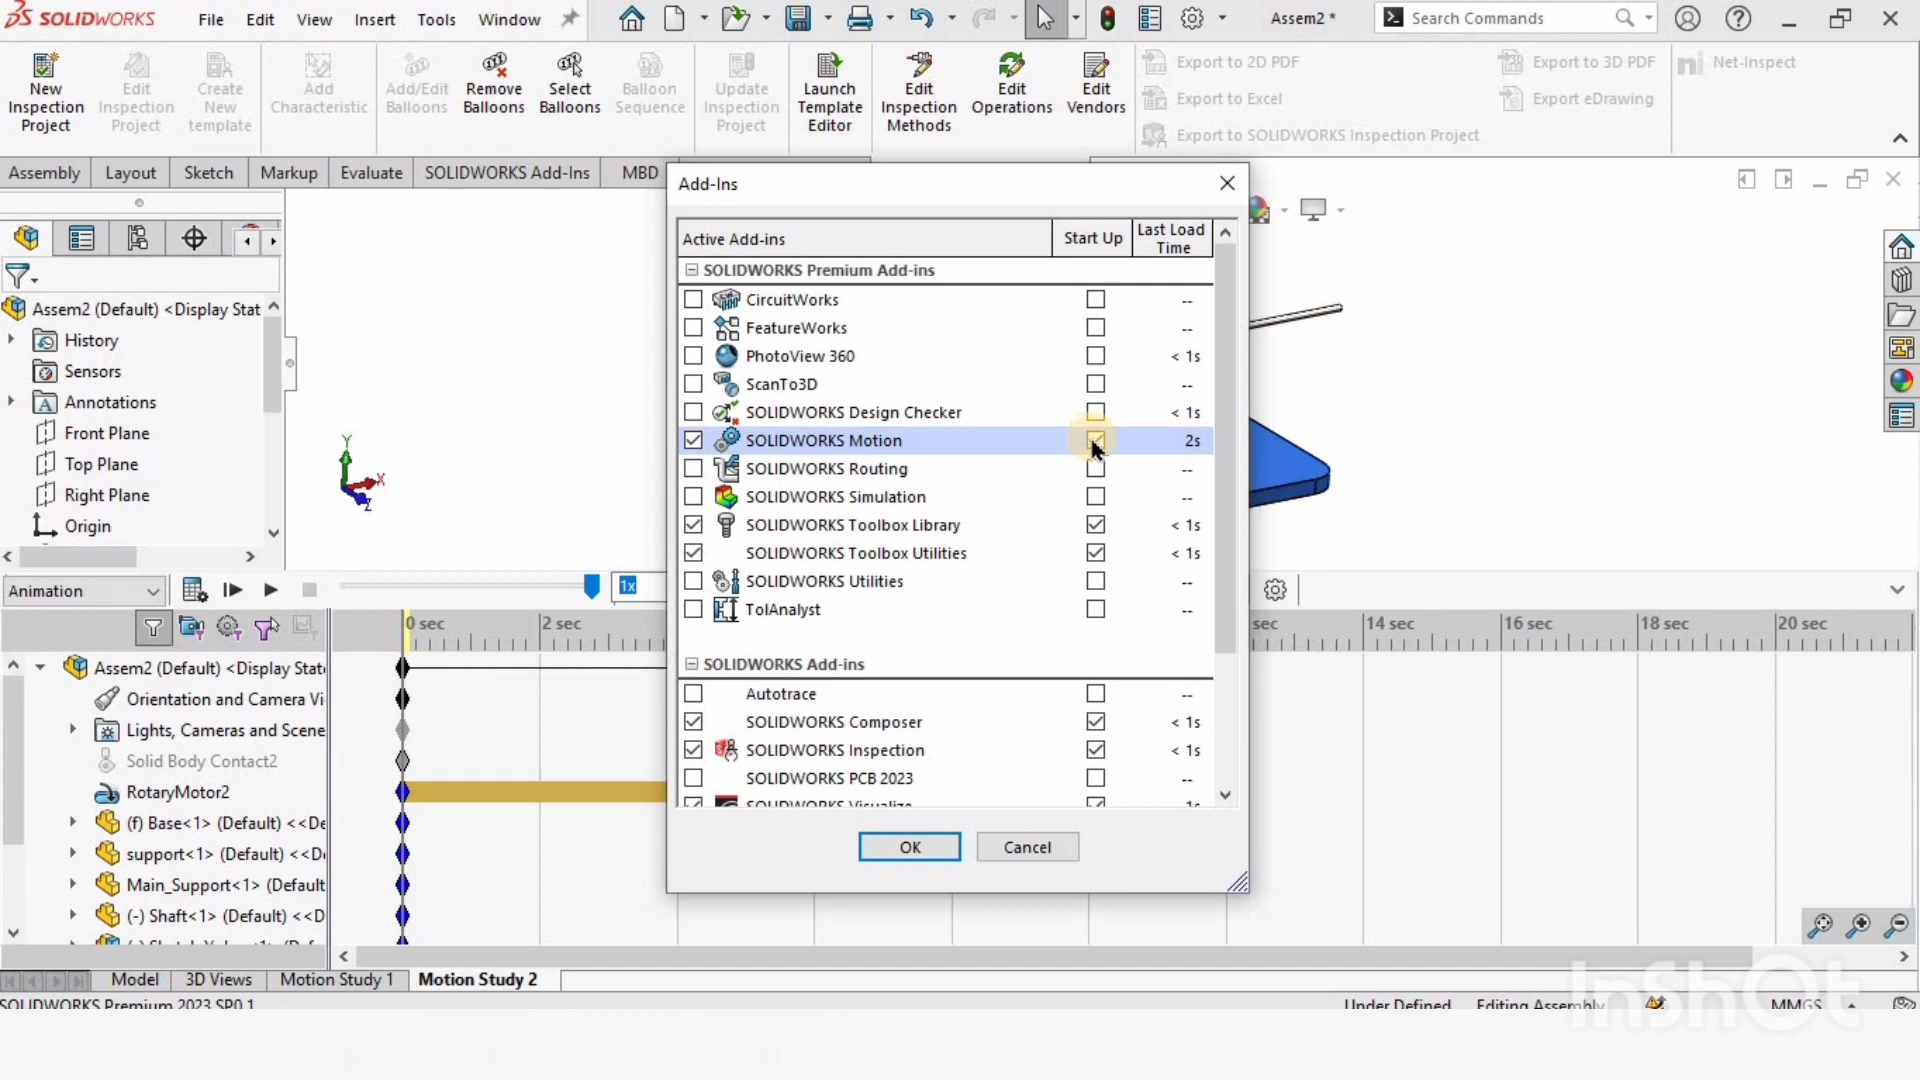 SOLIDWORKS File Edit View Insert Tools Window Assem2 * Search Commands
New Inspection Project
Edit Inspection Project
Create New template
Add Characteristic
Add/Edit Balloons
Remove Balloons
Select Balloons
Balloon Sequence
Update Inspection Project
Launch Template Editor
Edit Inspection Methods
Edit Operations
Edit Vendors
Export to 2D PDF
Export to Excel
Export to SOLIDWORKS Inspection Project
Export to 3D PDF
Export eDrawing
Net-Inspect
Assembly Layout Sketch Markup Evaluate SOLIDWORKS Add-Ins MBD
Assem2 (Default) <Display Stat
History
Sensors
Annotations
Front Plane
Top Plane
Right Plane
Origin
Y
X
Z
Add-Ins
Active Add-ins Start Up Last Load Time
SOLIDWORKS Premium Add-ins
CircuitWorks --
FeatureWorks --
PhotoView 360 < 1s
ScanTo3D --
SOLIDWORKS Design Checker < 1s
SOLIDWORKS Motion 2s
SOLIDWORKS Routing --
SOLIDWORKS Simulation --
SOLIDWORKS Toolbox Library < 1s
SOLIDWORKS Toolbox Utilities < 1s
SOLIDWORKS Utilities --
TolAnalyst --
SOLIDWORKS Add-ins
Autotrace --
SOLIDWORKS Composer < 1s
SOLIDWORKS Inspection < 1s
SOLIDWORKS PCB 2023 --
SOLIDWORKS Visualize 1s
OK Cancel
Animation 1x
0 sec 2 sec sec 14 sec 16 sec 18 sec 20 sec
Assem2 (Default) <Display State
Orientation and Camera Vi
Lights, Cameras and Scene
Solid Body Contact2
RotaryMotor2
(f) Base<1> (Default) <<De
support<1> (Default) <<D
Main_Support<1> (Default
(-) Shaft<1> (Default) <<D
Model 3D Views Motion Study 1 Motion Study 2
SOLIDWORKS Premium 2023 SP0.1 Under Defined Editing Assembly MMGS
InShOt